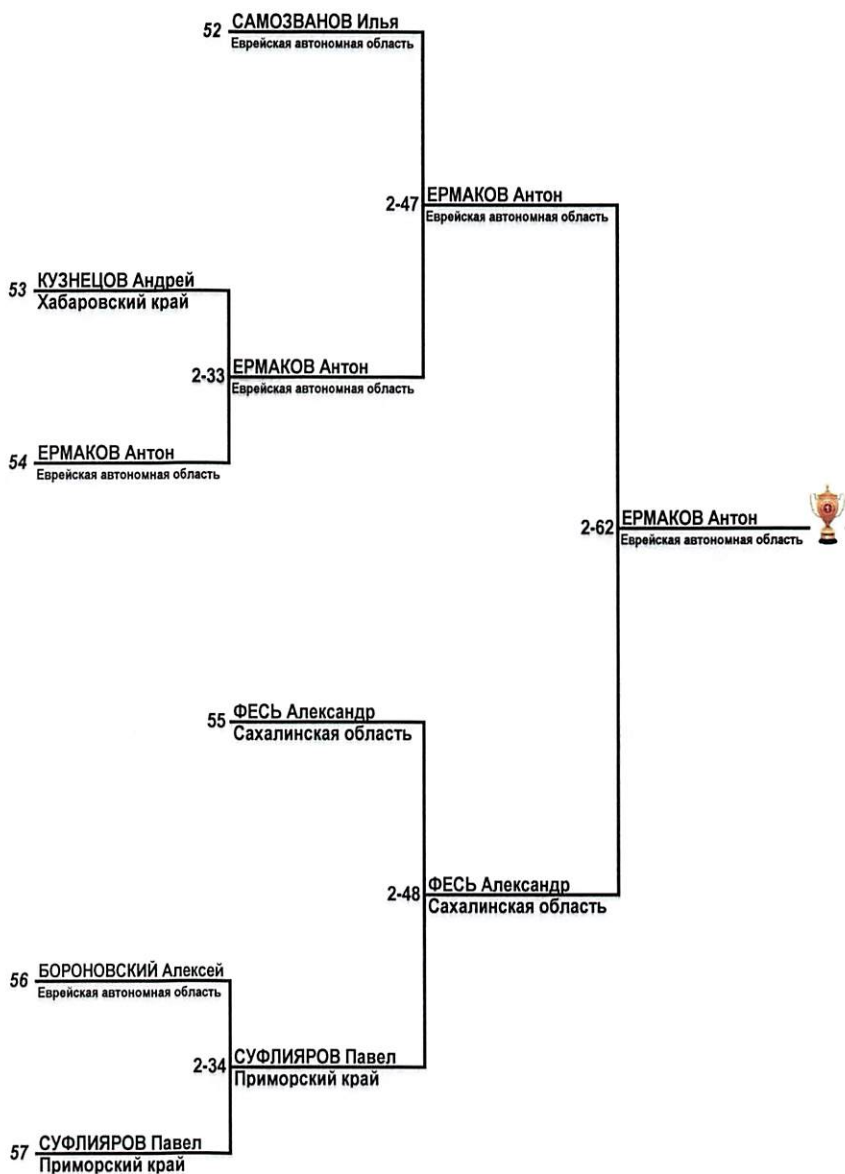 52 САМОЗВАНОВ Илья
Еврейская автономная область
2-47 ЕРМАКОВ Антон
Еврейская автономная область
53 КУЗНЕЦОВ Андрей
Хабаровский край
2-33 ЕРМАКОВ Антон
Еврейская автономная область
54 ЕРМАКОВ Антон
Еврейская автономная область
2-62 ЕРМАКОВ Антон
Еврейская автономная область
55 ФЕСЬ Александр
Сахалинская область
2-48 ФЕСЬ Александр
Сахалинская область
56 БОРОНОВСКИЙ Алексей
Еврейская автономная область
2-34 СУФЛИЯРОВ Павел
Приморский край
57 СУФЛИЯРОВ Павел
Приморский край